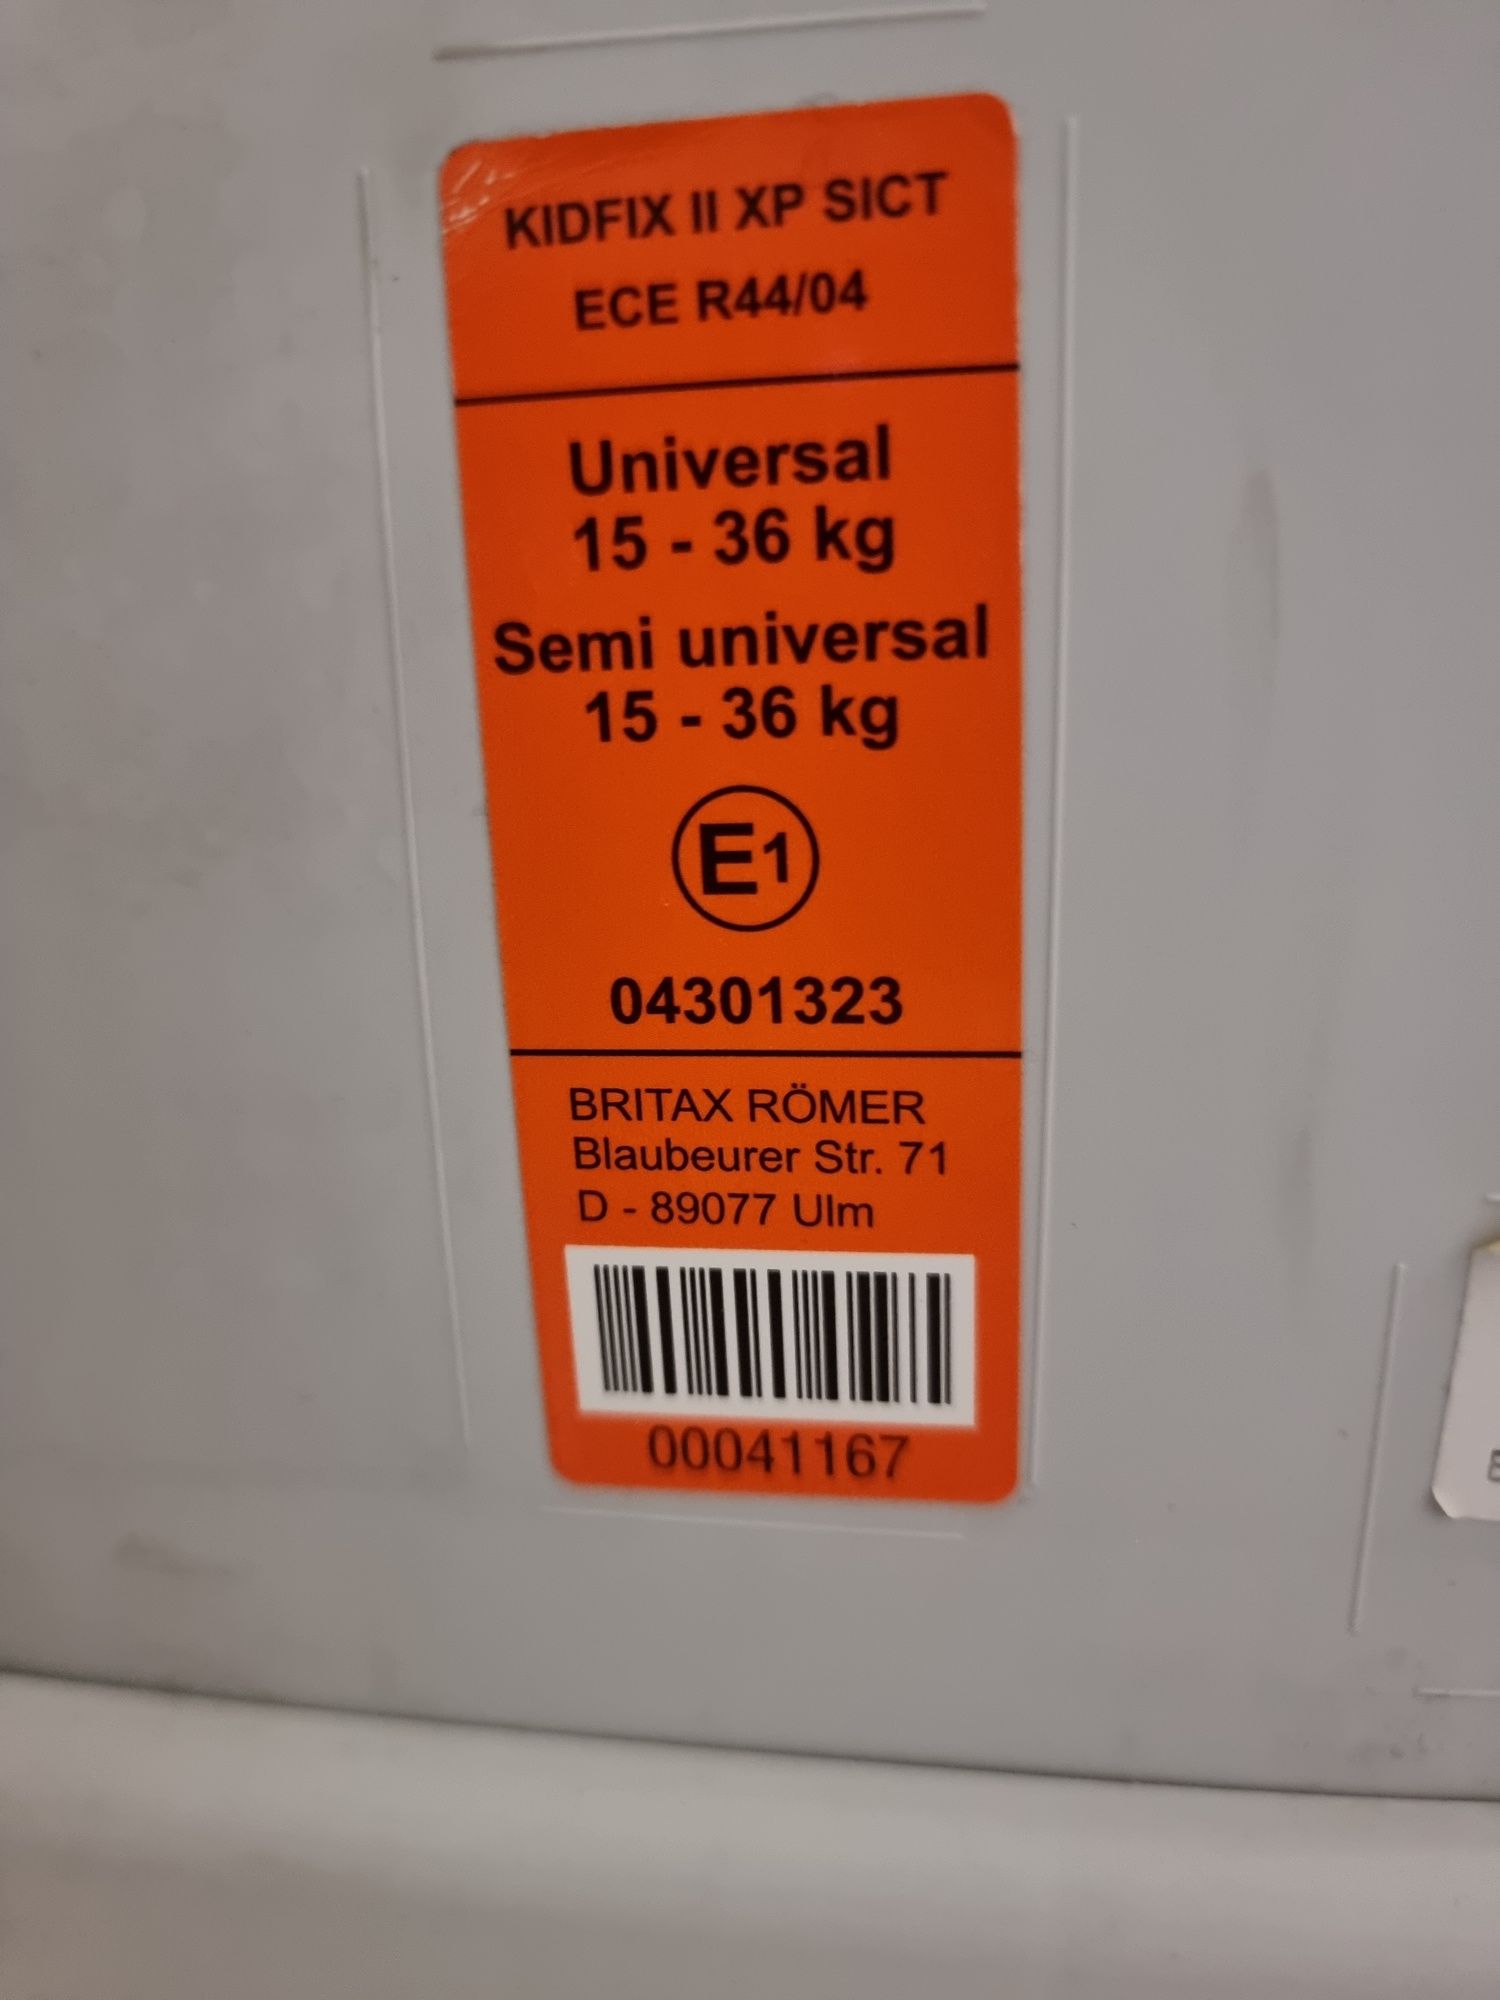 KIDFIX II XP SICT
ECE R44/04
Universal
15 - 36 kg
Semi universal
15 - 36 kg
E1
04301323
BRITAX RÖMER
Blaubeurer Str. 71
D - 89077 Ulm
00041167